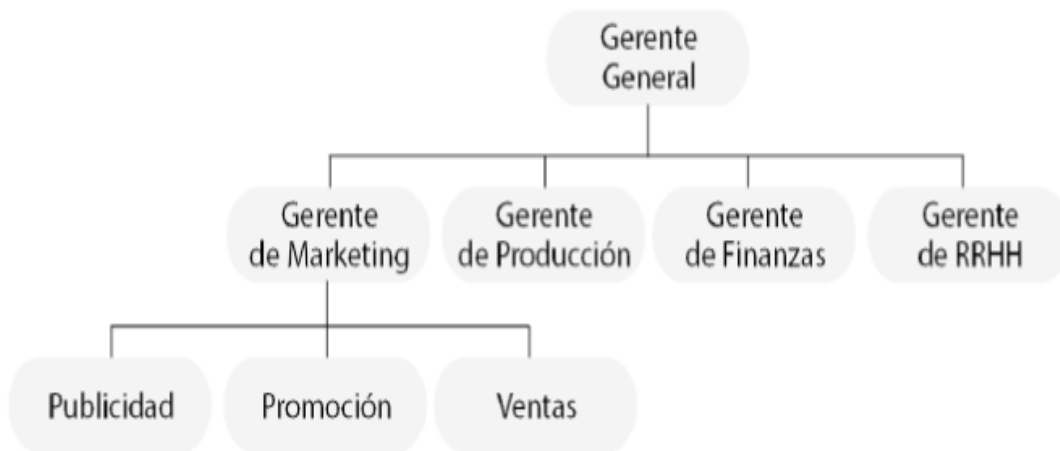 Gerente
General
Gerente
de Marketing
Gerente
de Producción
Gerente
de Finanzas
Gerente
de RRHH
Publicidad
Promoción
Ventas